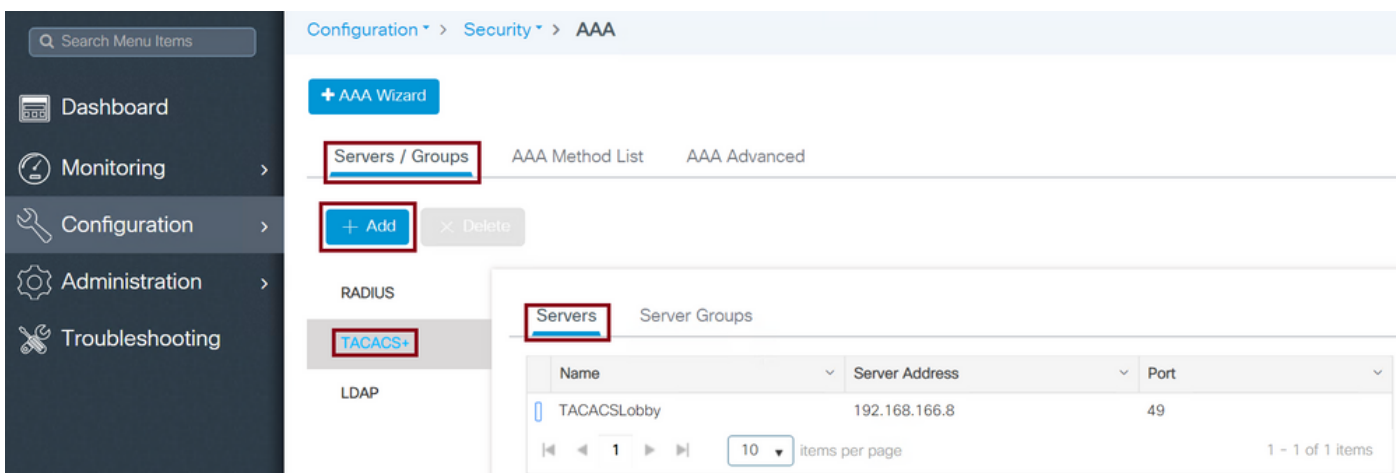 Search Menu Items
Dashboard
Monitoring
Configuration
Administration
Troubleshooting
Configuration > Security > AAA
+ AAA Wizard
Servers / Groups AAA Method List AAA Advanced
+ Add × Delete
RADIUS
TACACS+
LDAP
Servers Server Groups
Name Server Address Port
TACACSLobby 192.168.166.8 49
1 10 items per page 1 - 1 of 1 items